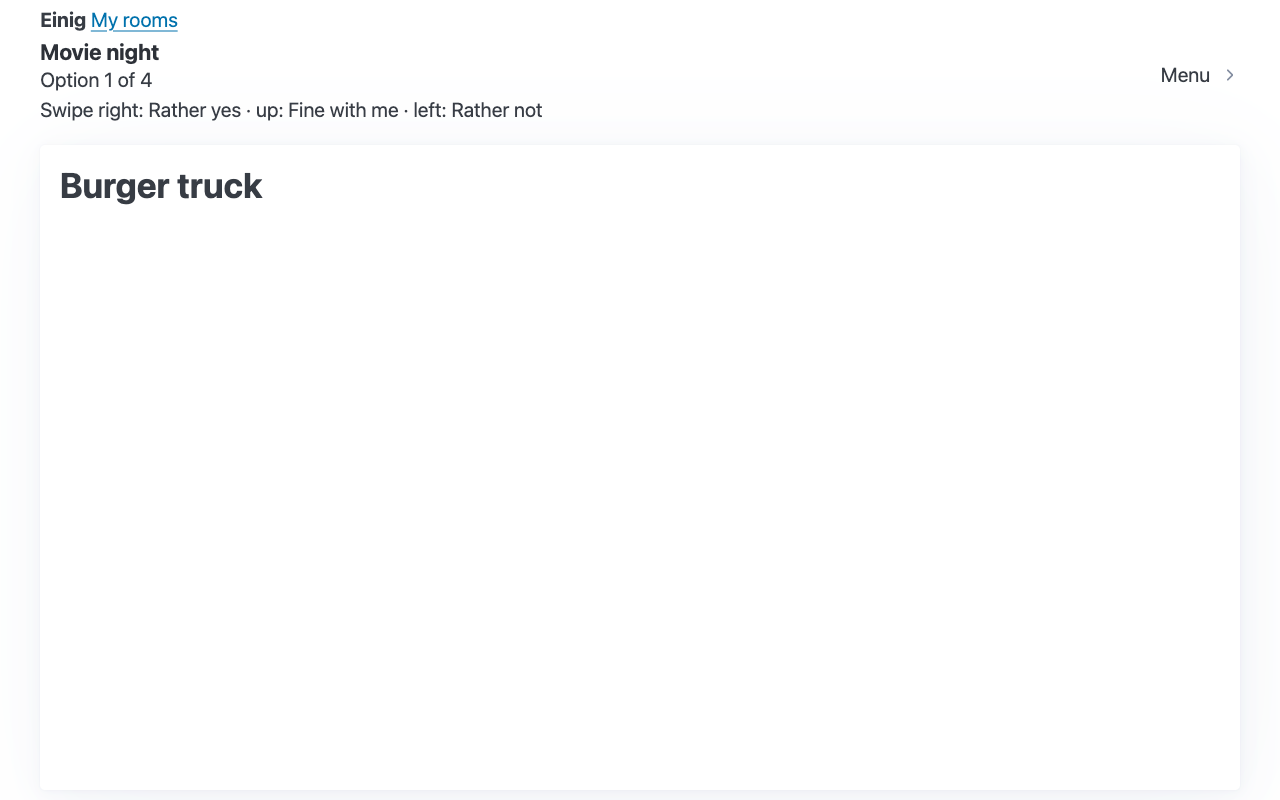 Einig My rooms
Movie night
Option 1 of 4
Menu
Swipe right: Rather yes · up: Fine with me · left: Rather not
Burger truck